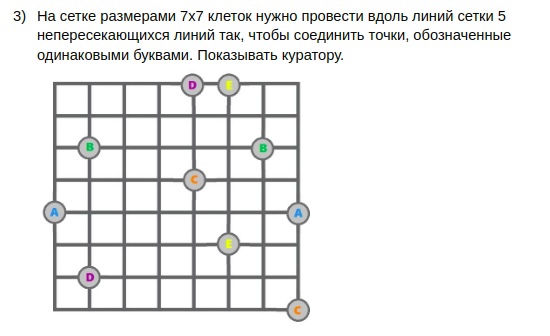 3) На сетке размерами 7х7 клеток нужно провести вдоль линий сетки 5
непересекающихся линий так, чтобы соединить точки, обозначенные
одинаковыми буквами. Показывать куратору.
D E
B B
C
A A
E
D
C